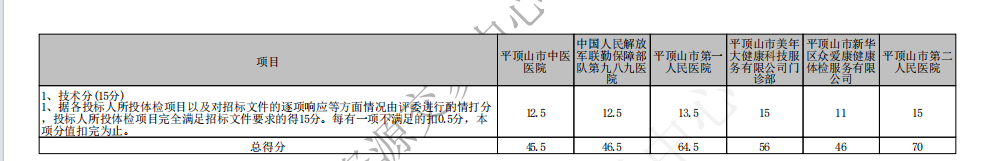 项目
平顶山市中医
医院
中国人民解放
军联勤保障部
队第九八九医
院
平顶山市第一
人民医院
平顶山市美年
大健康科技服
务有限公司门
诊部
平顶山市新华
区众爱康健康
体检服务有限
公司
平顶山市第二
人民医院
1、技术分(15分)
1、据各投标人所投体检项目以及对招标文件的逐项响应等方面情况由评委进行酌情打分
，投标人所投体检项目完全满足招标文件要求的得15分。每有一项不满足的扣0.5分，本
项分值扣完为止。
12.5
12.5
13.5
15
11
15
总得分
45.5
46.5
64.5
56
46
70